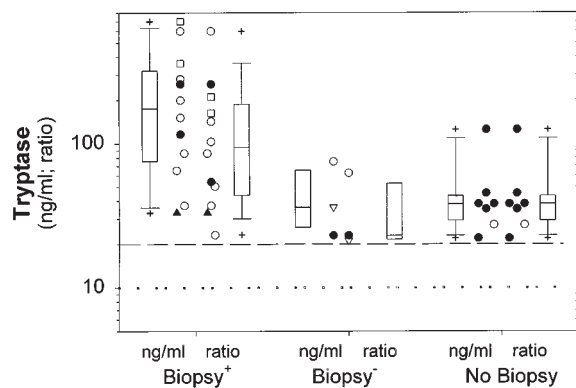 Tryptase
(ng/ml; ratio)
100
10
ng/ml ratio ng/ml ratio ng/ml ratio
Biopsy+ Biopsy- No Biopsy